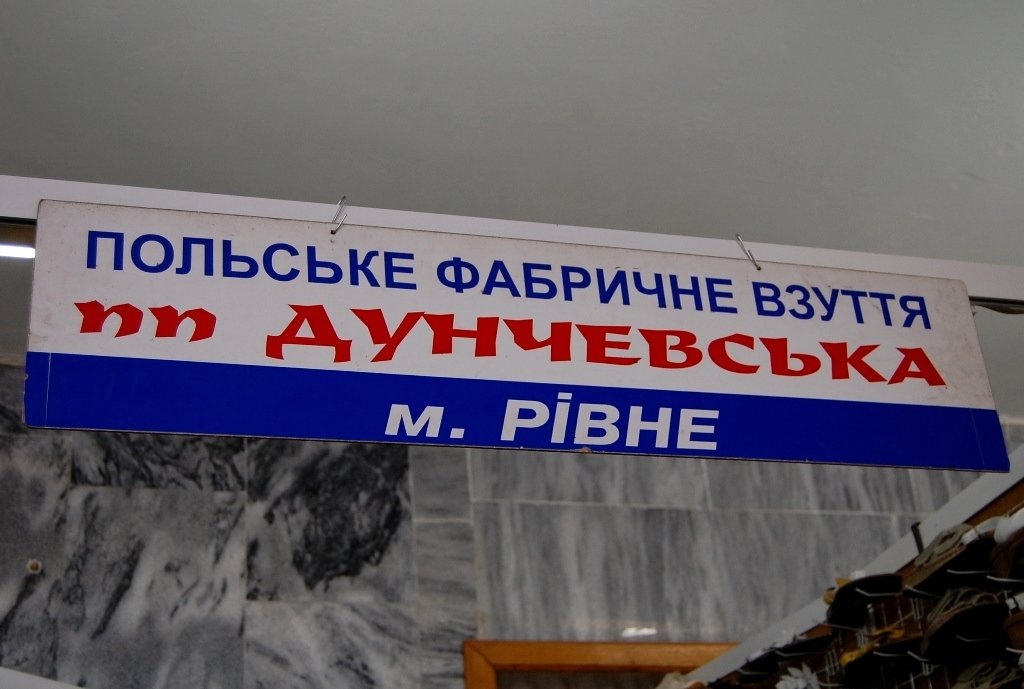 ПОЛЬСЬКЕ ФАБРИЧНЕ ВЗУТТЯ
пп ДУНЧЕВСЬКА
м. РІВНЕ